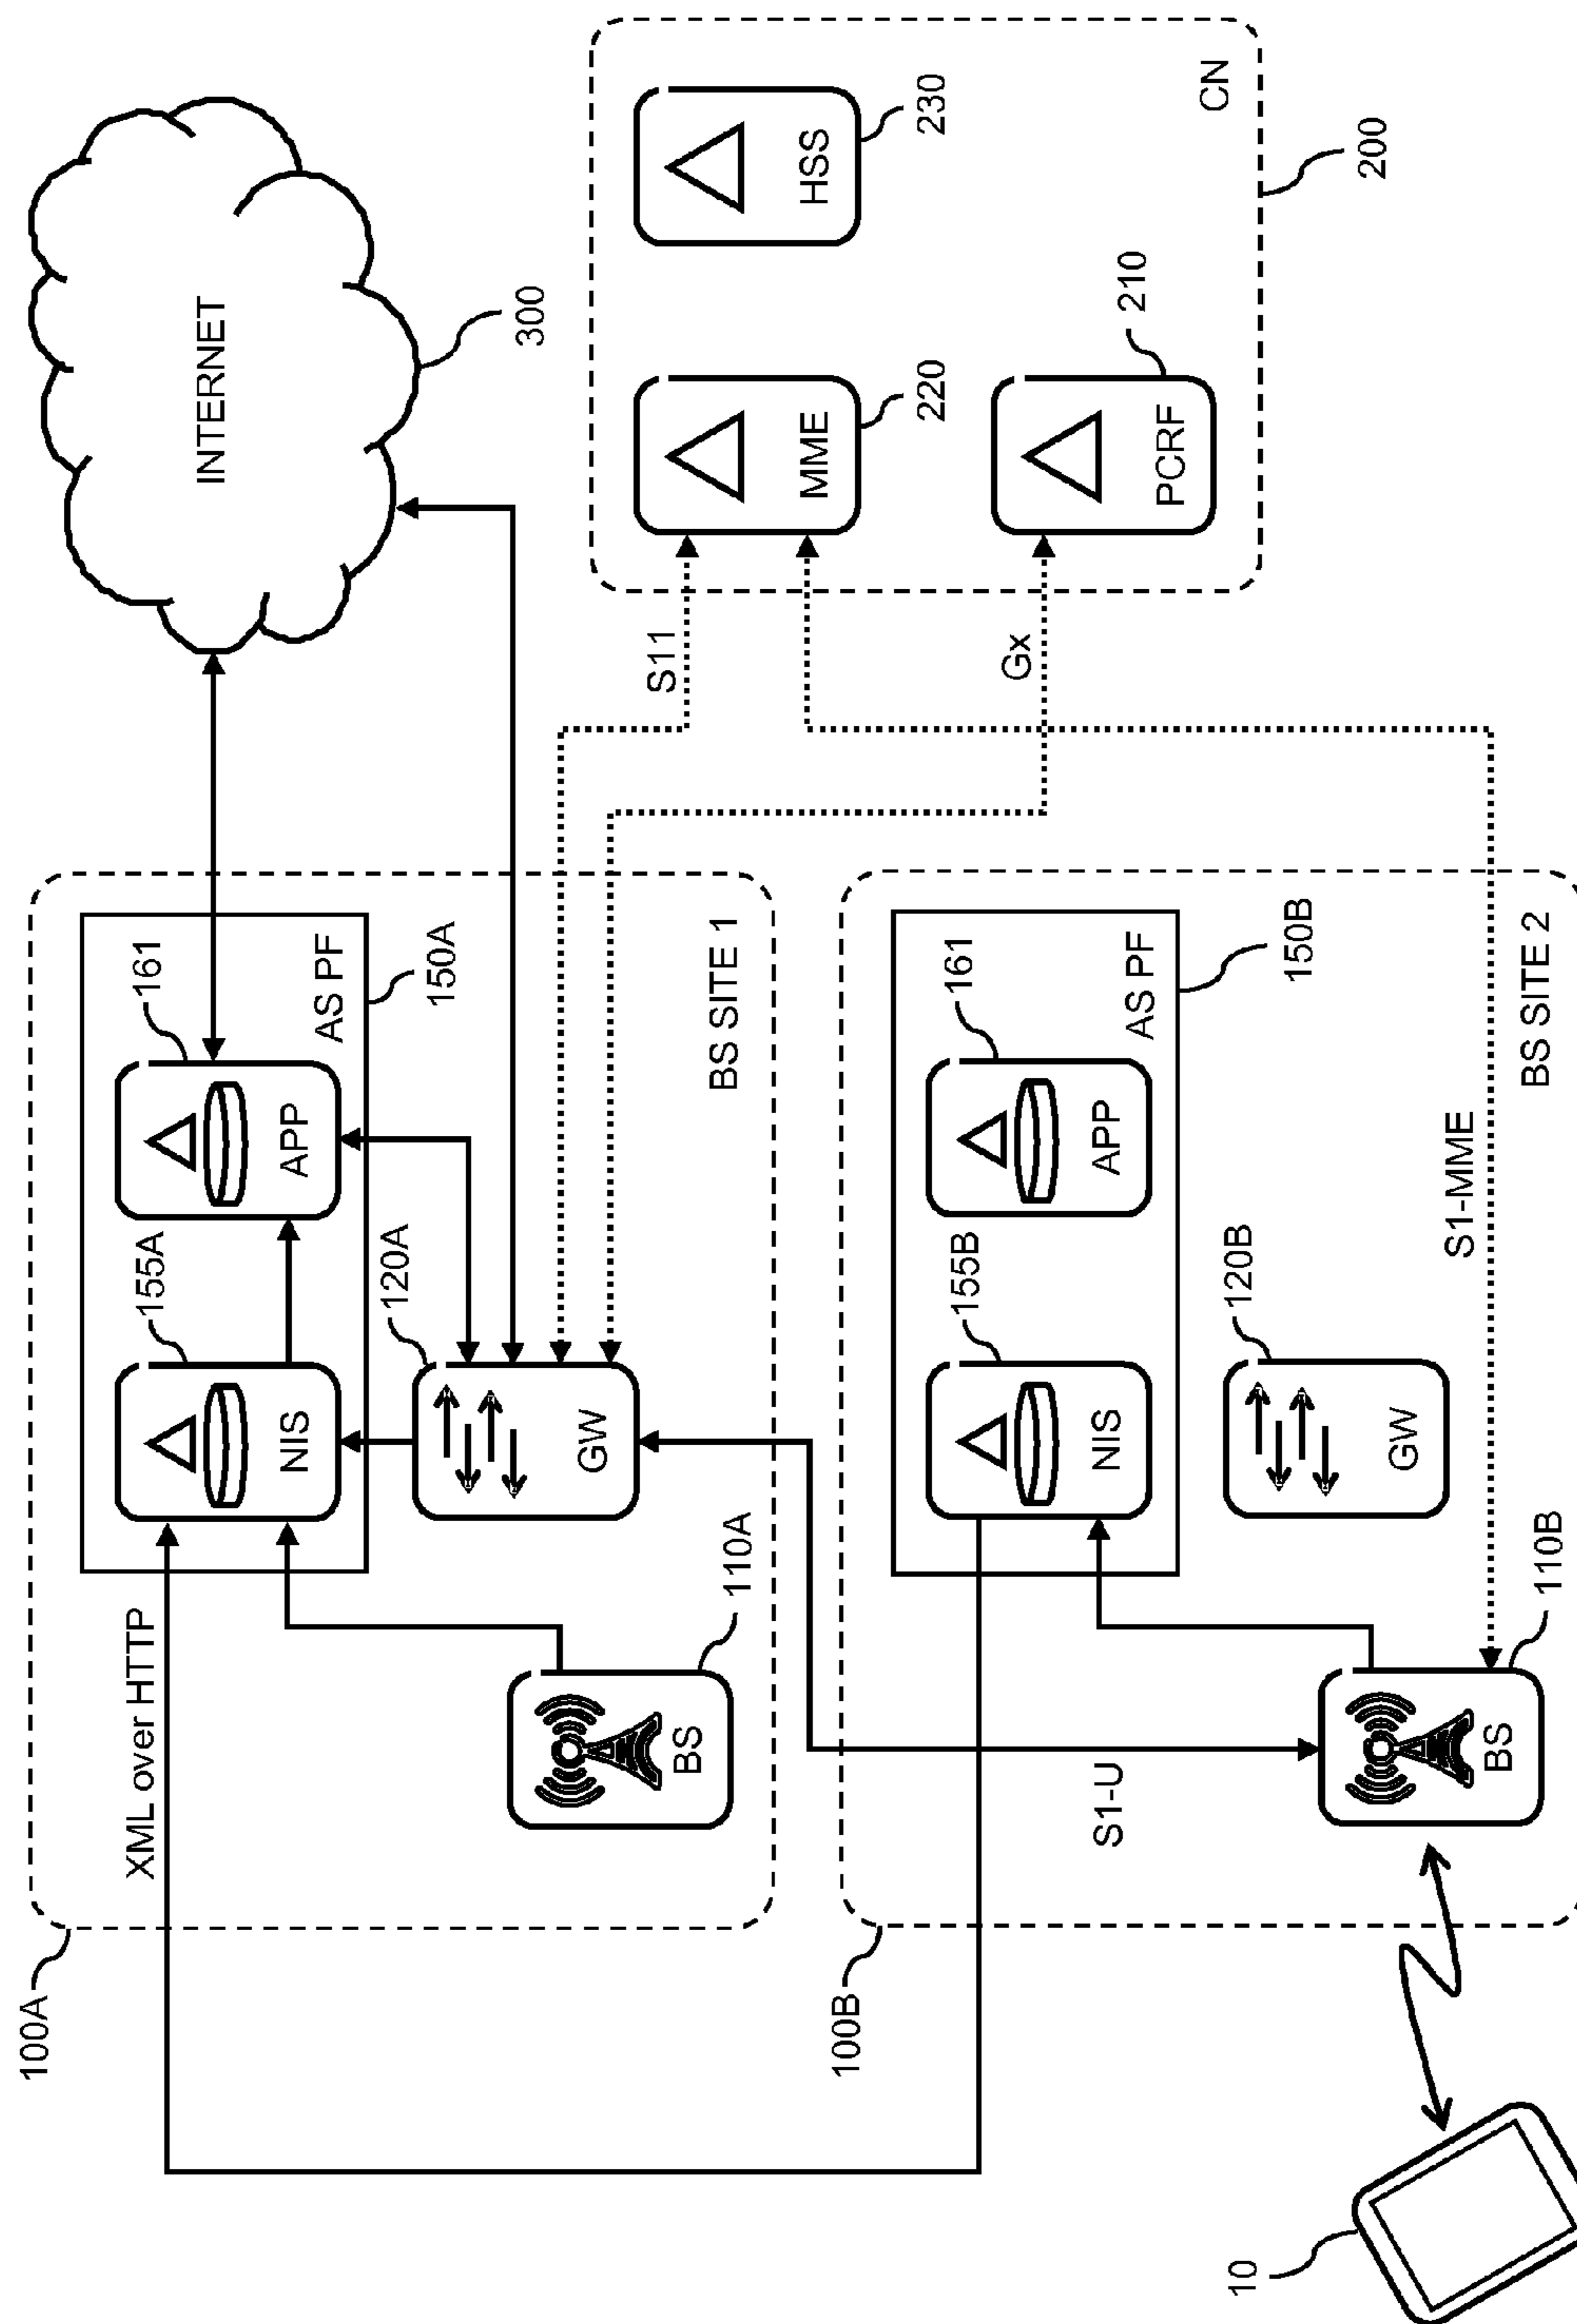 100A
XML over HTTP
155A
161
NIS
APP
AS PF
150A
120A
GW
110A
BS
BS SITE 1
INTERNET
300
S11
Gx
MME
220
HSS
230
PCRF
210
CN
200
100B
155B
161
NIS
APP
AS PF
150B
120B
GW
S1-U
S1-MME
BS
110B
BS SITE 2
10